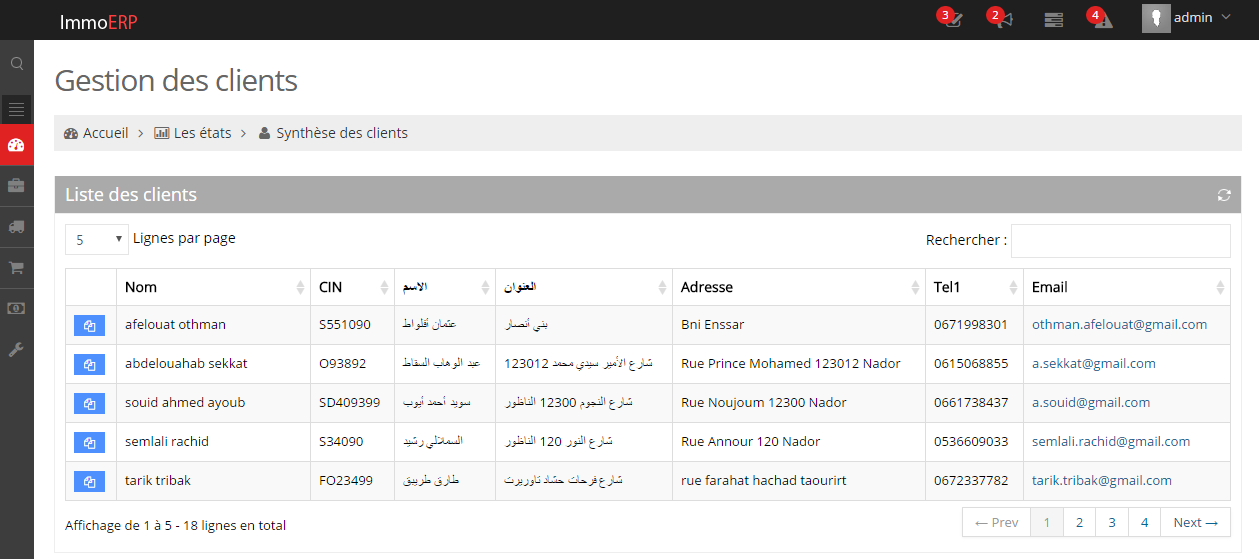 ImmoERP 3 2 4 admin
Gestion des clients
Accueil > Les états > Synthèse des clients
Liste des clients
5 Lignes par page Rechercher :
Nom CIN الاسم العنوان Adresse Tel1 Email
afelouat othman S551090 عثمان أفلواط بني أنصار Bni Enssar 0671998301 othman.afelouat@gmail.com
abdelouahab sekkat O93892 عبد الوهاب السقاط شارع الأمير سيدي محمد 123012 Rue Prince Mohamed 123012 Nador 0615068855 a.sekkat@gmail.com
souid ahmed ayoub SD409399 سويد أحمد أيوب شارع النجوم 12300 الناظور Rue Noujoum 12300 Nador 0661738437 a.souid@gmail.com
semlali rachid S34090 السملالي رشيد شارع النور 120 الناظور Rue Annour 120 Nador 0536609033 semlali.rachid@gmail.com
tarik tribak FO23499 طارق طريبق شارع فرحات حشاد تاوريرت rue farahat hachad taourirt 0672337782 tarik.tribak@gmail.com
Affichage de 1 à 5 - 18 lignes en total ← Prev 1 2 3 4 Next →